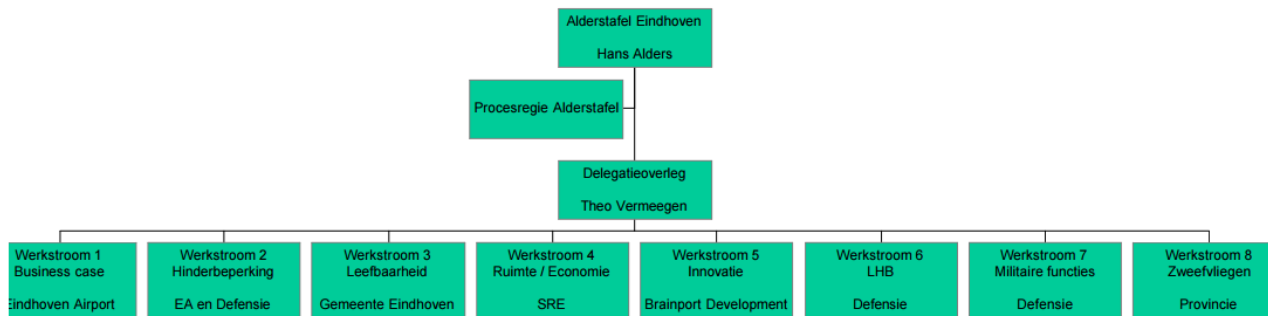 Alderstafel Eindhoven
Hans Alders
Procesregie Alderstafel
Delegatieoverleg
Theo Vermeegen
Werkstroom 1
Business case
Eindhoven Airport
Werkstroom 2
Hinderbeperking
EA en Defensie
Werkstroom 3
Leefbaarheid
Gemeente Eindhoven
Werkstroom 4
Ruimte / Economie
SRE
Werkstroom 5
Innovatie
Brainport Development
Werkstroom 6
LHB
Defensie
Werkstroom 7
Militaire functies
Defensie
Werkstroom 8
Zweefvliegen
Provincie